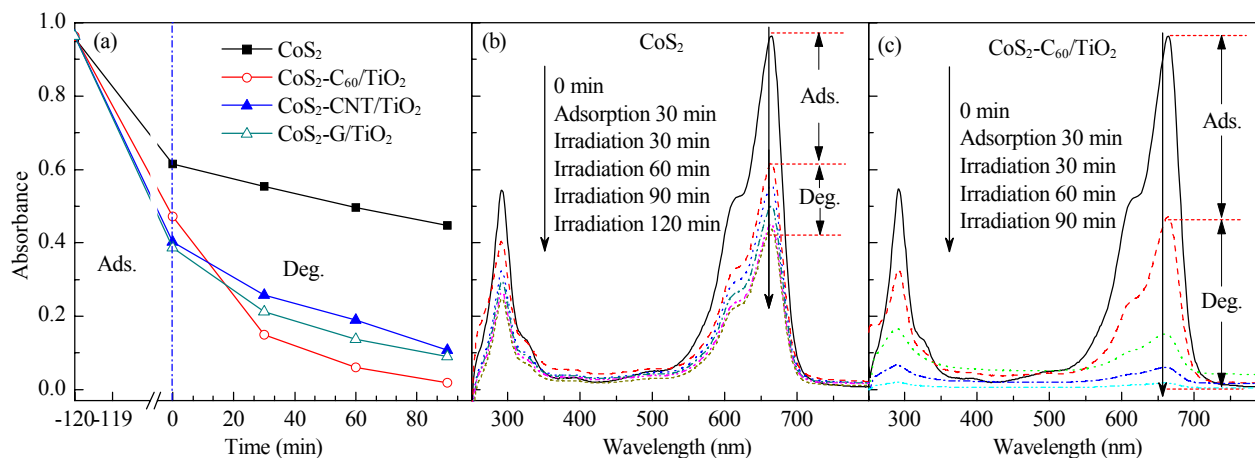 (a)
CoS₂
CoS₂-C₆₀/TiO₂
CoS₂-CNT/TiO₂
CoS₂-G/TiO₂
Ads.
Deg.
Absorbance
1.0
0.8
0.6
0.4
0.2
0.0
-120-119
0
20
40
60
80
Time (min)
(b)
CoS₂
0 min
Adsorption 30 min
Irradiation 30 min
Irradiation 60 min
Irradiation 90 min
Irradiation 120 min
Ads.
Deg.
300
400
500
600
700
Wavelength (nm)
(c)
CoS₂-C₆₀/TiO₂
0 min
Adsorption 30 min
Irradiation 30 min
Irradiation 60 min
Irradiation 90 min
Ads.
Deg.
300
400
500
600
700
Wavelength (nm)